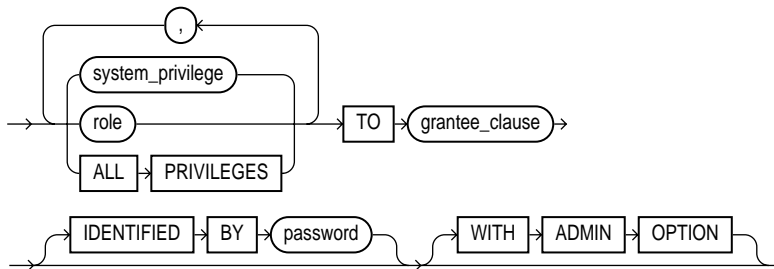 ,
system_privilege
role TO grantee_clause
ALL PRIVILEGES
IDENTIFIED BY password WITH ADMIN OPTION